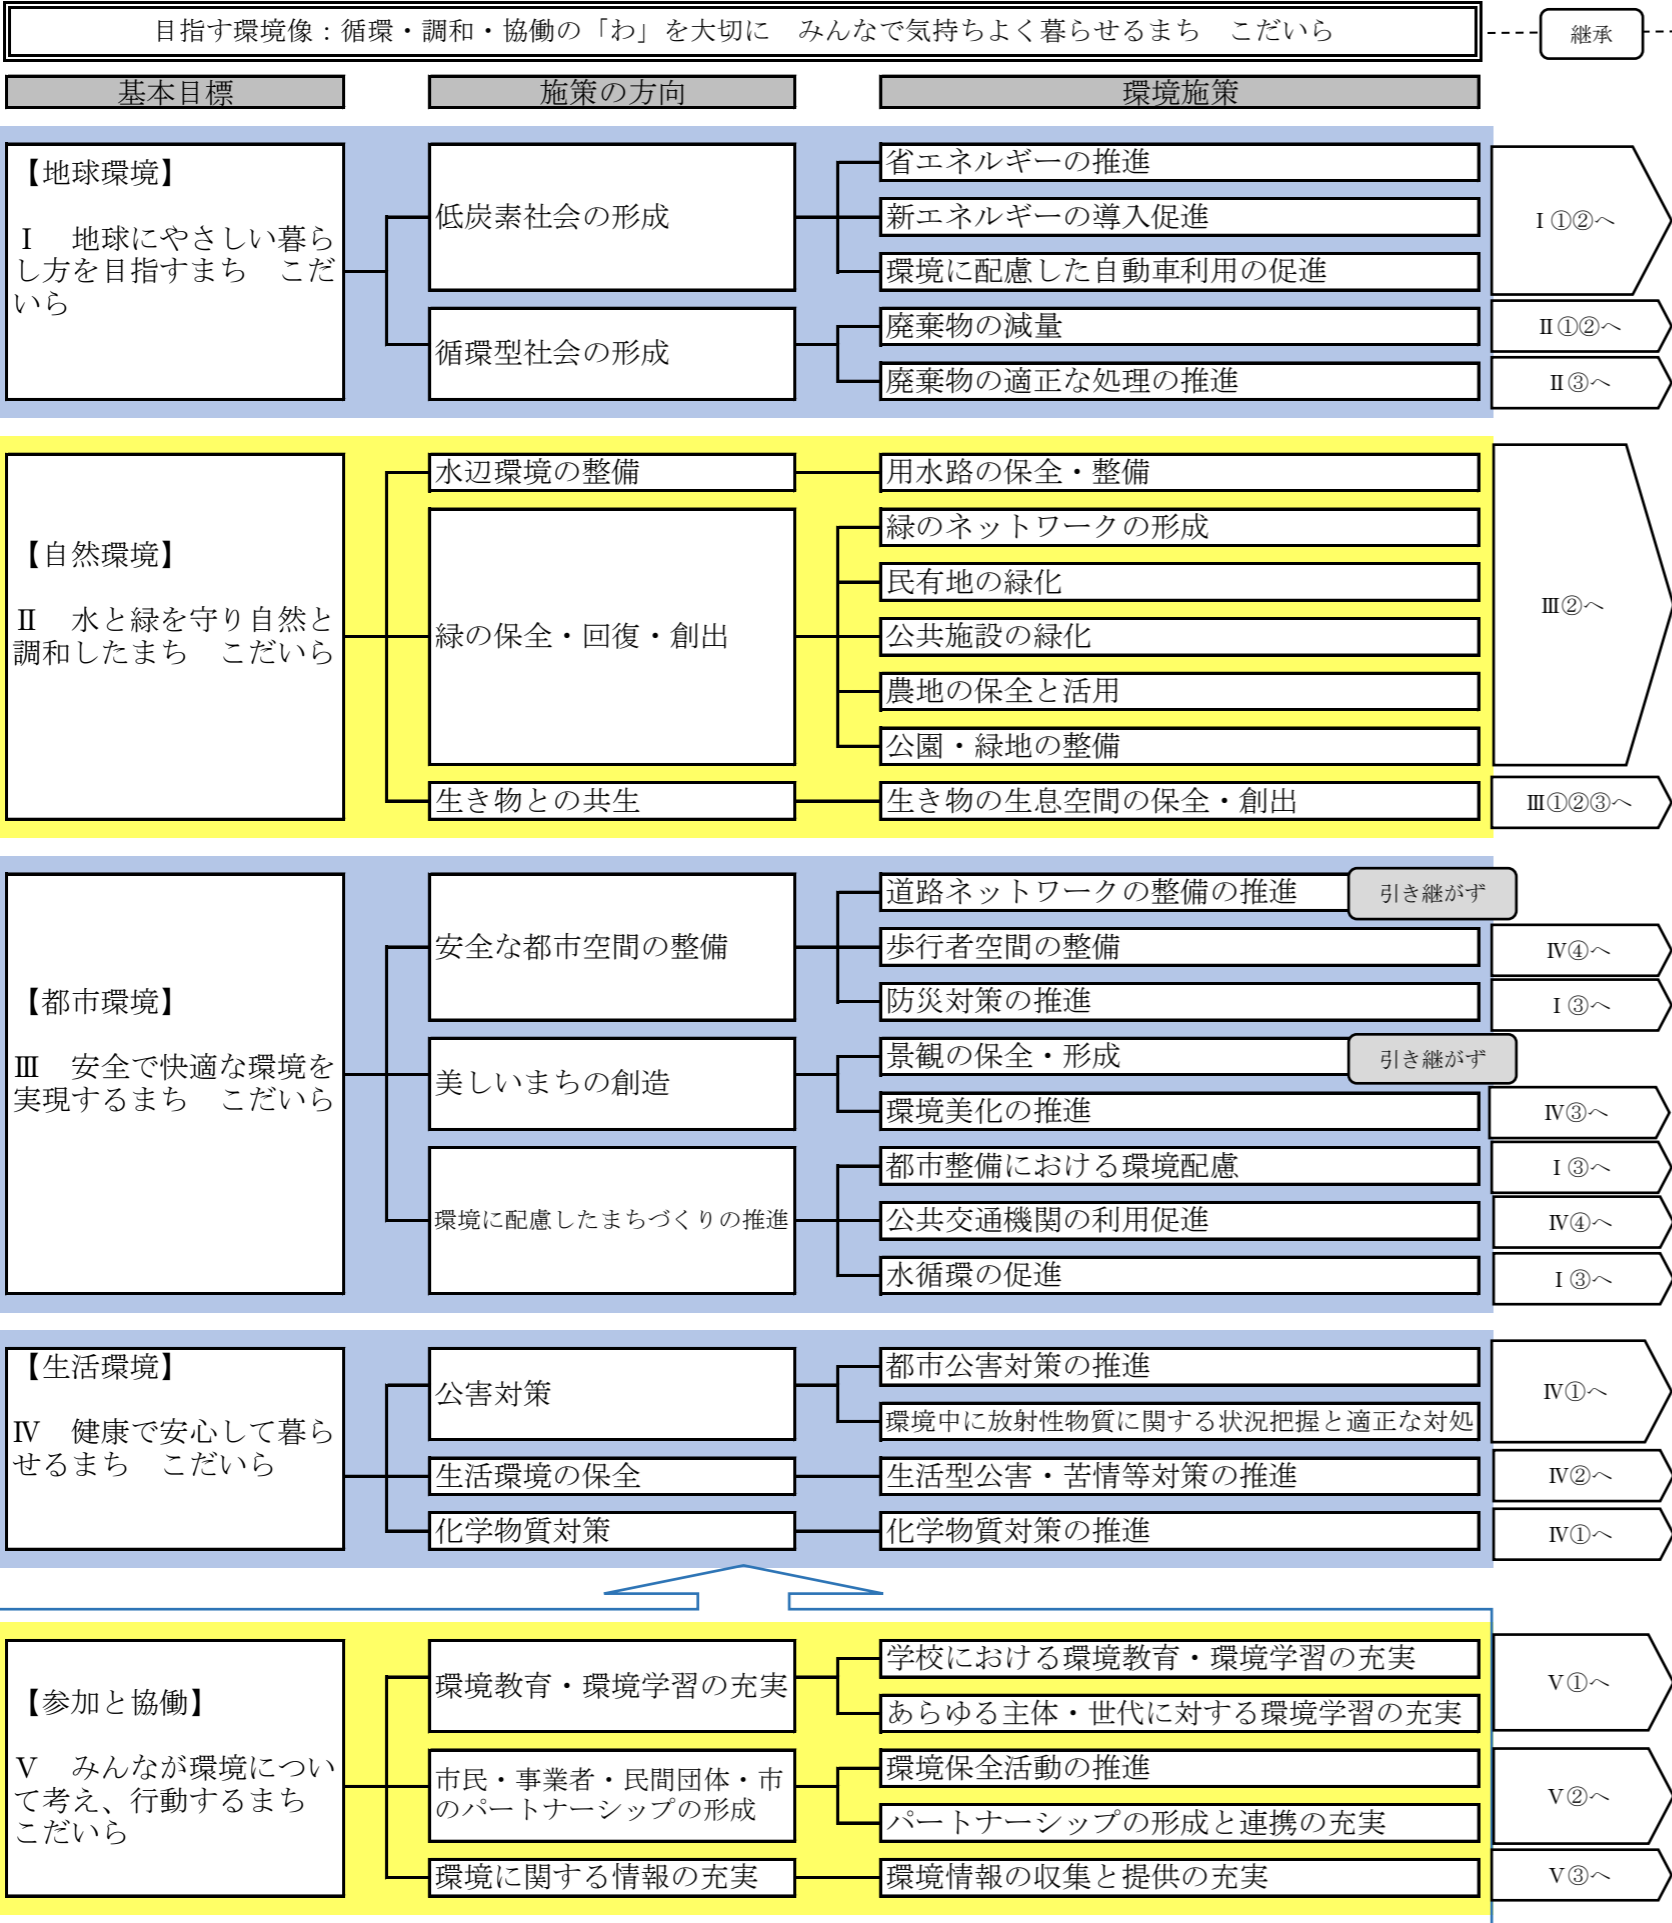 目指す環境像：循環・調和・協働の「わ」を大切に　みんなで気持ちよく暮らせるまち　こだいら
継承
基本目標
施策の方向
環境施策
【地球環境】
Ⅰ　地球にやさしい暮ら
し方を目指すまち　こだ
いら
低炭素社会の形成
省エネルギーの推進
新エネルギーの導入促進
環境に配慮した自動車利用の促進
Ⅰ①②へ
循環型社会の形成
廃棄物の減量
Ⅱ①②へ
廃棄物の適正な処理の推進
Ⅱ③へ
【自然環境】
Ⅱ　水と緑を守り自然と
調和したまち　こだいら
水辺環境の整備
用水路の保全・整備
緑の保全・回復・創出
緑のネットワークの形成
民有地の緑化
公共施設の緑化
農地の保全と活用
公園・緑地の整備
Ⅲ②へ
生き物との共生
生き物の生息空間の保全・創出
Ⅲ①②③へ
【都市環境】
Ⅲ　安全で快適な環境を
実現するまち　こだいら
安全な都市空間の整備
道路ネットワークの整備の推進
引き継がず
歩行者空間の整備
Ⅳ④へ
防災対策の推進
Ⅰ③へ
美しいまちの創造
景観の保全・形成
引き継がず
環境美化の推進
Ⅳ③へ
環境に配慮したまちづくりの推進
都市整備における環境配慮
Ⅰ③へ
公共交通機関の利用促進
Ⅳ④へ
水循環の促進
Ⅰ③へ
【生活環境】
Ⅳ　健康で安心して暮ら
せるまち　こだいら
公害対策
都市公害対策の推進
環境中に放射性物質に関する状況把握と適正な対処
Ⅳ①へ
生活環境の保全
生活型公害・苦情等対策の推進
Ⅳ②へ
化学物質対策
化学物質対策の推進
Ⅳ①へ
【参加と協働】
Ⅴ　みんなが環境につい
て考え、行動するまち
こだいら
環境教育・環境学習の充実
学校における環境教育・環境学習の充実
あらゆる主体・世代に対する環境学習の充実
Ⅴ①へ
市民・事業者・民間団体・市
のパートナーシップの形成
環境保全活動の推進
パートナーシップの形成と連携の充実
Ⅴ②へ
環境に関する情報の充実
環境情報の収集と提供の充実
Ⅴ③へ